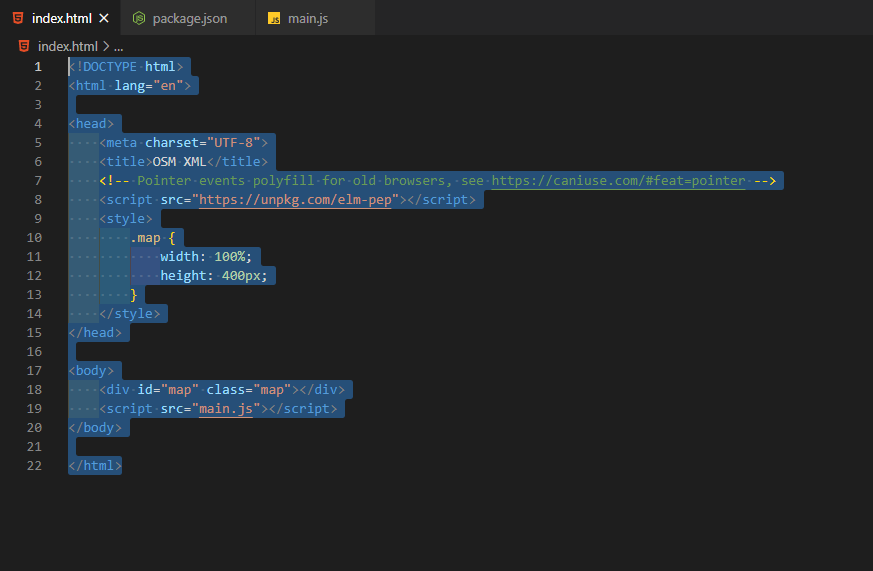 index.html package.json JS main.js
index.html > ...
1 <!DOCTYPE html>
2 <html lang="en">
3
4 <head>
5     <meta charset="UTF-8">
6     <title>OSM XML</title>
7     <!-- Pointer events polyfill for old browsers, see https://caniuse.com/#feat=pointer -->
8     <script src="https://unpkg.com/elm-pep"></script>
9     <style>
10         .map {
11             width: 100%;
12             height: 400px;
13         }
14     </style>
15 </head>
16
17 <body>
18     <div id="map" class="map"></div>
19     <script src="main.js"></script>
20 </body>
21
22 </html>